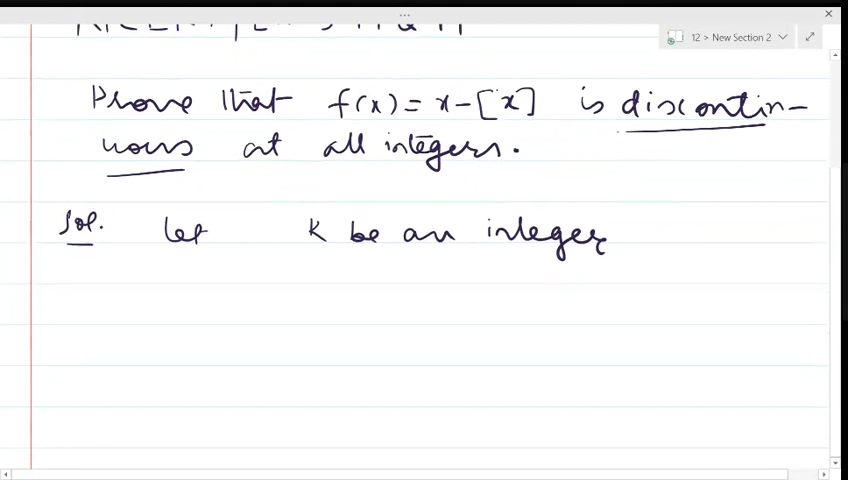 12 > New Section 2
Prove that f(x) = x - [x] is discontin-
uous at all integers.
Sol. Let K be an integer